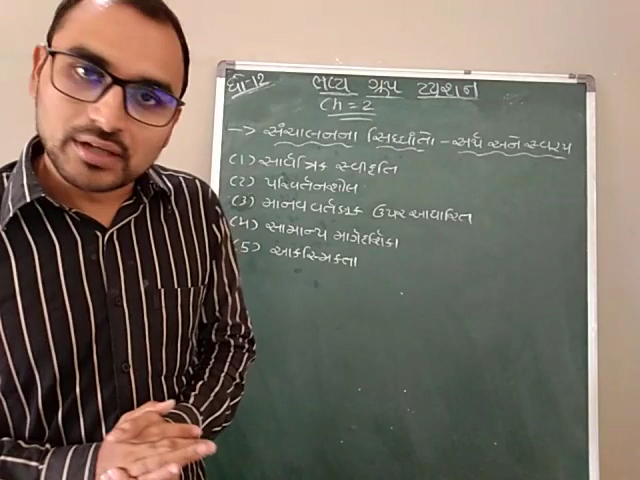 ધો-12
ભવ્ય ગ્રુપ ટ્યુશન
Ch = 2
→ સંચાલનના સિધ્ધાંતો - અર્થ અને સ્વરૂપ
(1) સાર્વત્રિક સ્વીકૃતિ
(2) પરિવર્તનશીલ
(3) માનવ વર્તણૂક ઉપર આધારિત
(4) સામાન્ય માર્ગદર્શિકા
(5) આકસ્મિકતા